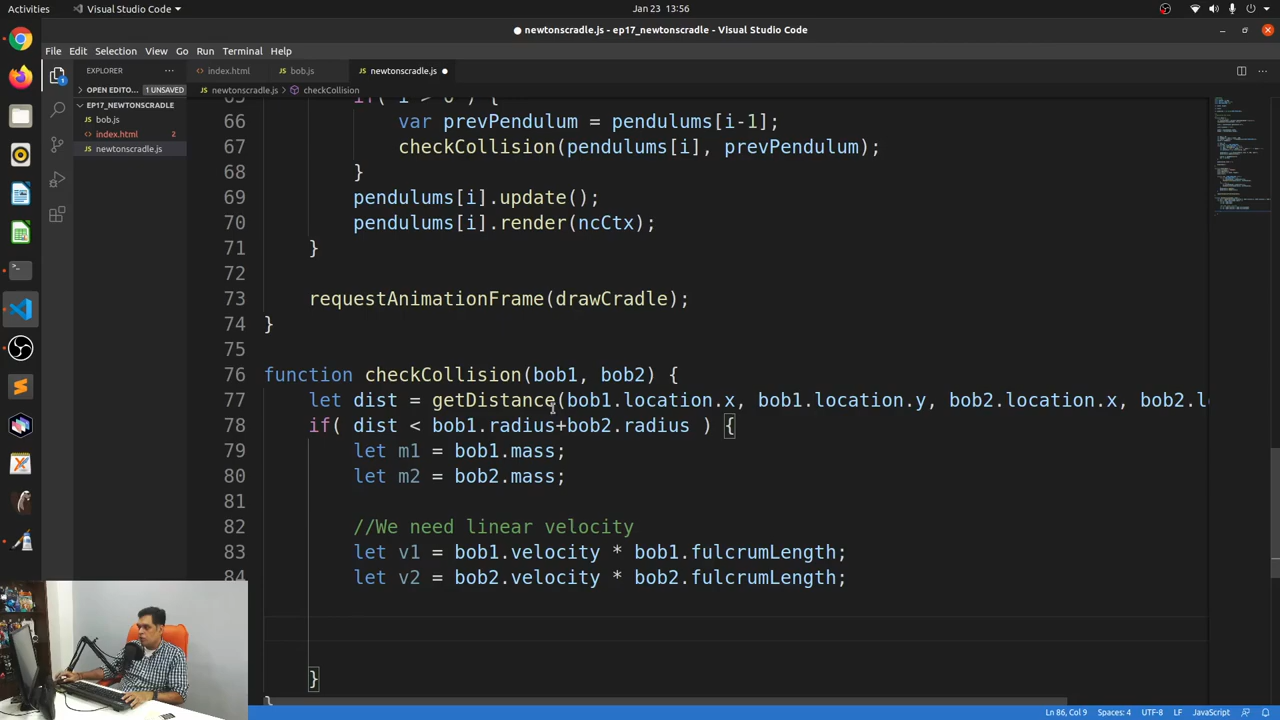 Activities
Visual Studio Code
Jan 23 13:56
newtonscradle.js - ep17_newtonscradle - Visual Studio Code
File Edit Selection View Go Run Terminal Help
EXPLORER
index.html
bob.js
newtonscradle.js
OPEN EDITO... 1 UNSAVED
newtonscradle.js > checkCollision
EP17_NEWTONSCRADLE
bob.js
index.html 2
newtonscradle.js
65 if( i > 0 ) {
66 var prevPendulum = pendulums[i-1];
67 checkCollision(pendulums[i], prevPendulum);
68 }
69 pendulums[i].update();
70 pendulums[i].render(ncCtx);
71 }
72
73 requestAnimationFrame(drawCradle);
74 }
75
76 function checkCollision(bob1, bob2) {
77 let dist = getDistance(bob1.location.x, bob1.location.y, bob2.location.x, bob2.l
78 if( dist < bob1.radius+bob2.radius ) {
79 let m1 = bob1.mass;
80 let m2 = bob2.mass;
81
82 //We need linear velocity
83 let v1 = bob1.velocity * bob1.fulcrumLength;
84 let v2 = bob2.velocity * bob2.fulcrumLength;
}
Ln 86, Col 9 Spaces: 4 UTF-8 LF JavaScript